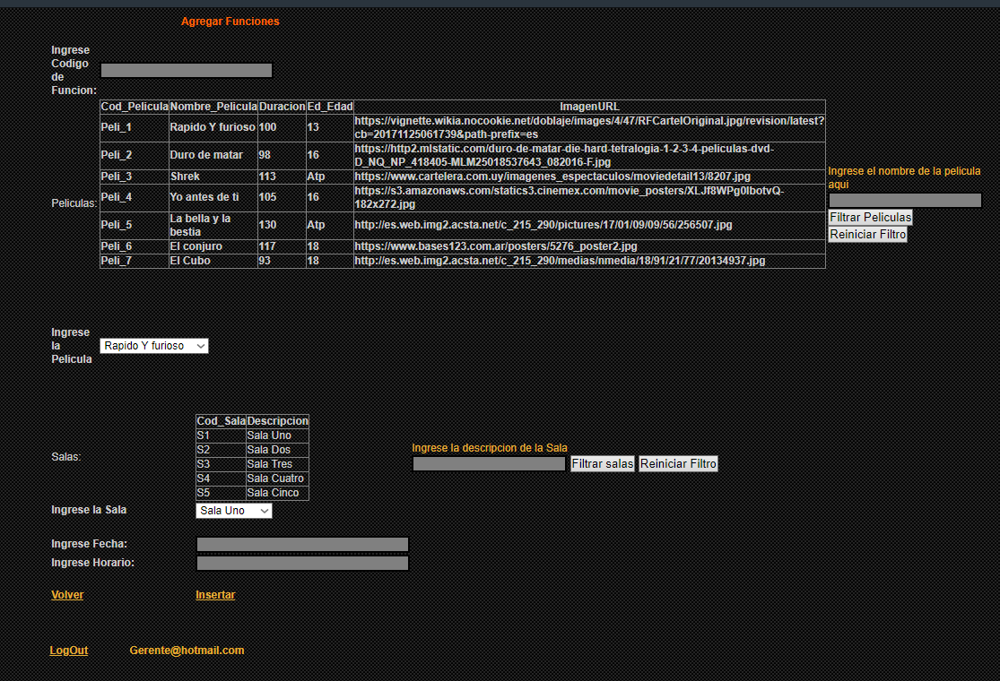 Agregar Funciones
Ingrese
Codigo
de
Funcion:
Cod_Pelicula Nombre_Pelicula Duracion Ed_Edad ImagenURL
Peli_1 Rapido Y furioso 100 13 https://vignette.wikia.nocookie.net/doblaje/images/4/47/RFCartelOriginal.jpg/revision/latest?
cb=20171125061739&path-prefix=es
Peli_2 Duro de matar 98 16 https://http2.mlstatic.com/duro-de-matar-die-hard-tetralogia-1-2-3-4-peliculas-dvd-
D_NQ_NP_418405-MLM25018537643_082016-F.jpg
Peli_3 Shrek 113 Atp https://www.cartelera.com.uy/imagenes_espectaculos/moviedetail13/8207.jpg
Peli_4 Yo antes de ti 105 16 https://s3.amazonaws.com/statics3.cinemex.com/movie_posters/XLJf8WPg0lbotvQ-
182x272.jpg
Peli_5 La bella y la
bestia 130 Atp http://es.web.img2.acsta.net/c_215_290/pictures/17/01/09/09/56/256507.jpg
Peli_6 El conjuro 117 18 https://www.bases123.com.ar/posters/5276_poster2.jpg
Peli_7 El Cubo 93 18 http://es.web.img2.acsta.net/c_215_290/medias/nmedia/18/91/21/77/20134937.jpg
Peliculas:
Ingrese el nombre de la pelicula
aqui
Filtrar Peliculas
Reiniciar Filtro
Ingrese
la
Pelicula
Rapido Y furioso
Cod_Sala Descripcion
S1 Sala Uno
S2 Sala Dos
S3 Sala Tres
S4 Sala Cuatro
S5 Sala Cinco
Salas:
Ingrese la descripcion de la Sala
Filtrar salas Reiniciar Filtro
Ingrese la Sala Sala Uno
Ingrese Fecha:
Ingrese Horario:
Volver Insertar
LogOut Gerente@hotmail.com